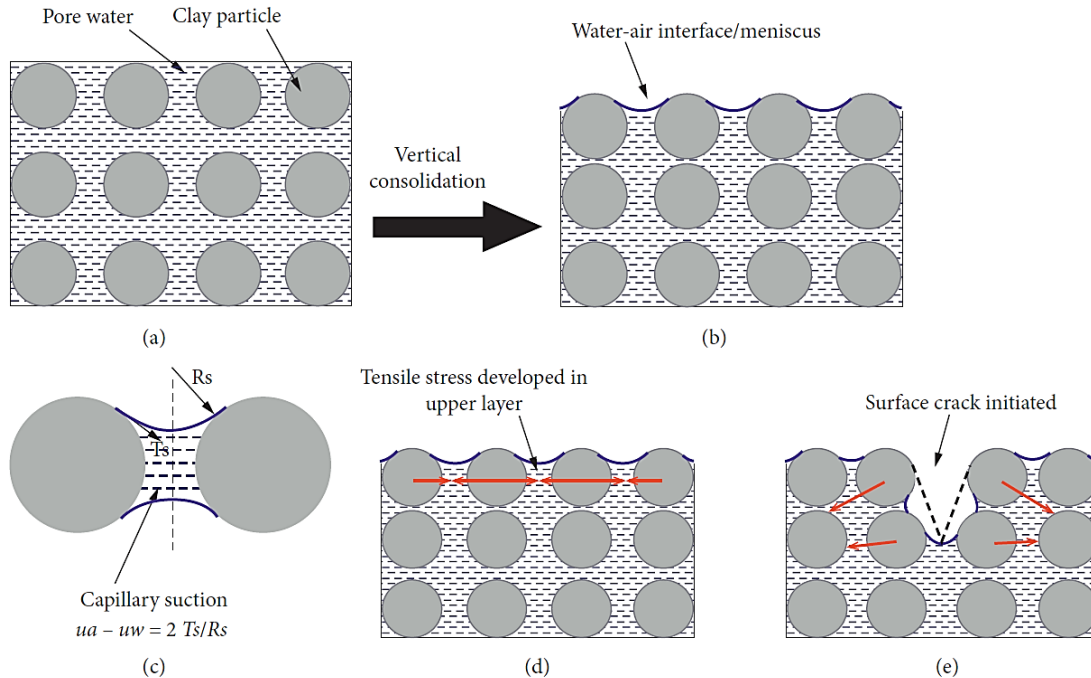 Pore water
Clay particle
Water-air interface/meniscus
Vertical
consolidation
(a)
(b)
Rs
Ts
Capillary suction
ua – uw = 2 Ts/Rs
(c)
Tensile stress developed in
upper layer
(d)
Surface crack initiated
(e)